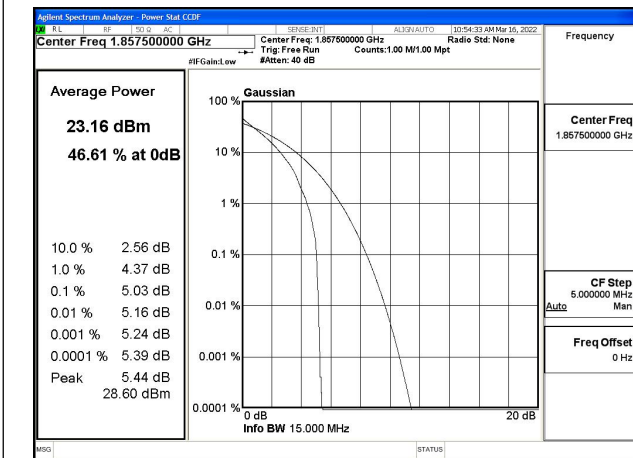 Agilent Spectrum Analyzer - Power Stat CCDF
RL RF 50 Ω AC SENSE:INT ALIGN AUTO 10:54:33 AM Mar 16, 2022
Center Freq 1.857500000 GHz
Center Freq: 1.857500000 GHz Radio Std: None
Trig: Free Run Counts:1.00 M/1.00 Mpt
#IFGain:Low #Atten: 40 dB
Frequency
Average Power
23.16 dBm
46.61 % at 0dB
10.0 % 2.56 dB
1.0 % 4.37 dB
0.1 % 5.03 dB
0.01 % 5.16 dB
0.001 % 5.24 dB
0.0001 % 5.39 dB
Peak 5.44 dB
28.60 dBm
Gaussian
100 %
10 %
1 %
0.1 %
0.01 %
0.001 %
0.0001 %
0 dB 20 dB
Info BW 15.000 MHz
Center Freq
1.857500000 GHz
CF Step
5.000000 MHz
Auto Man
Freq Offset
0 Hz
MSG STATUS